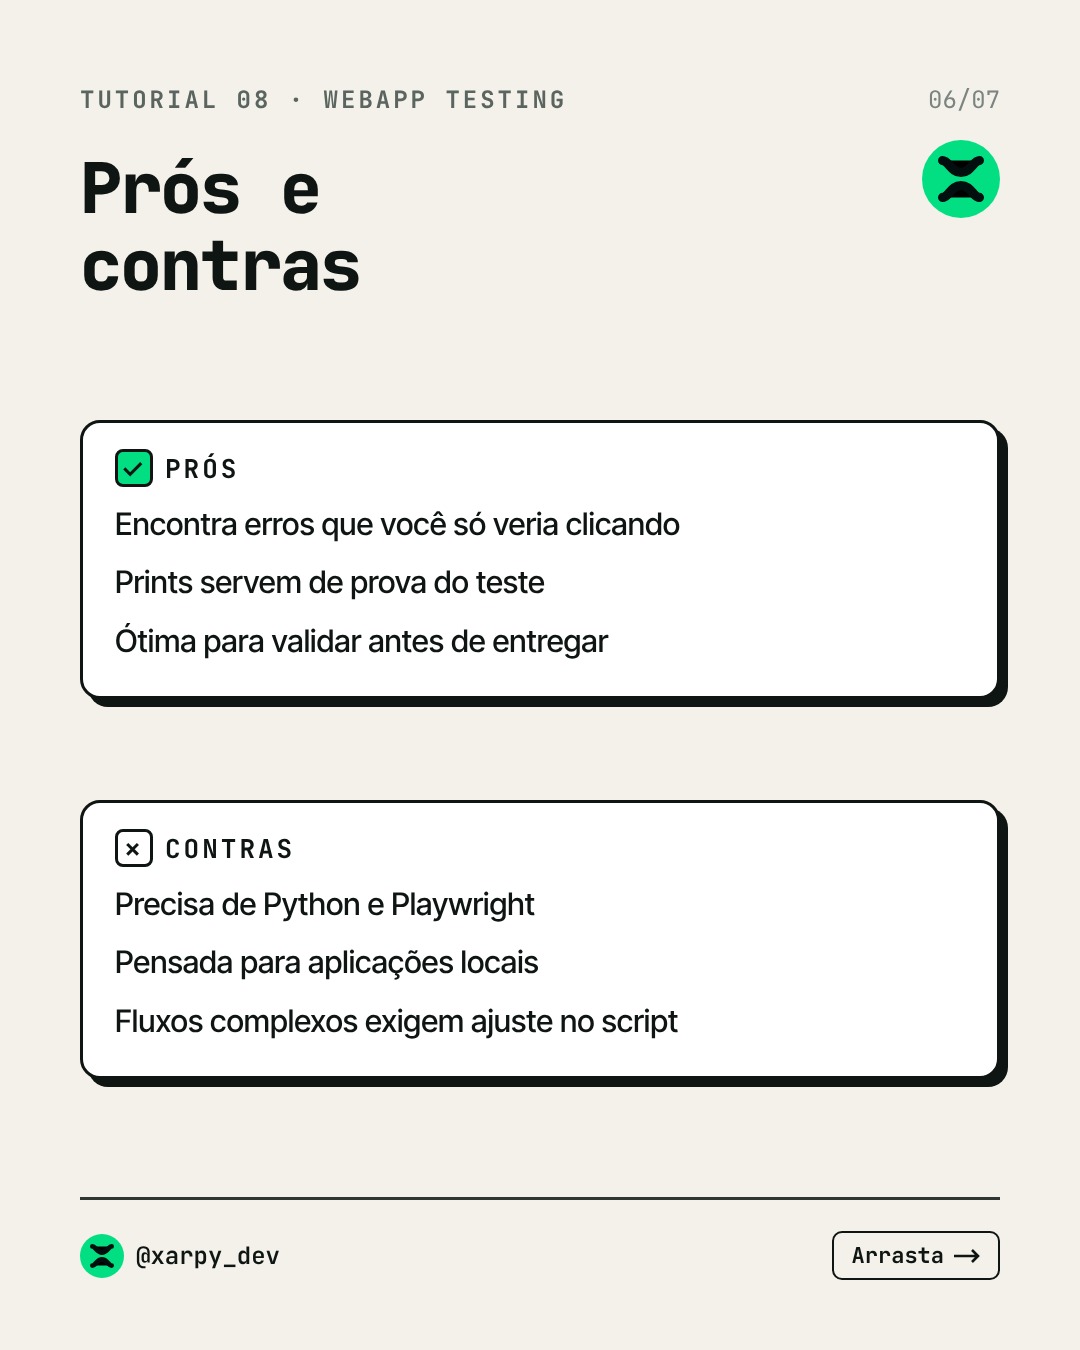 TUTORIAL 08 · WEBAPP TESTING
06/07
Prós e
contras
PRÓS
Encontra erros que você só veria clicando
Prints servem de prova do teste
Ótima para validar antes de entregar
CONTRAS
Precisa de Python e Playwright
Pensada para aplicações locais
Fluxos complexos exigem ajuste no script
@xarpy_dev
Arrasta →